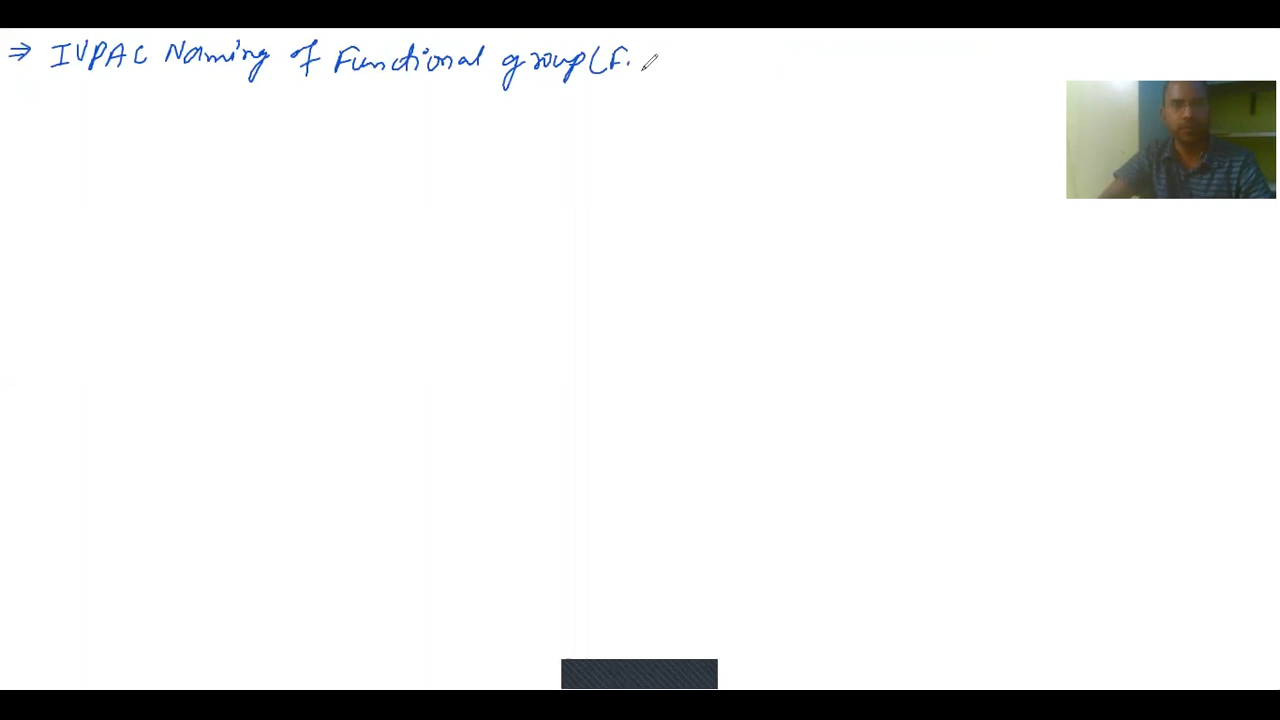 ⇒ IUPAC Naming of Functional group (F.